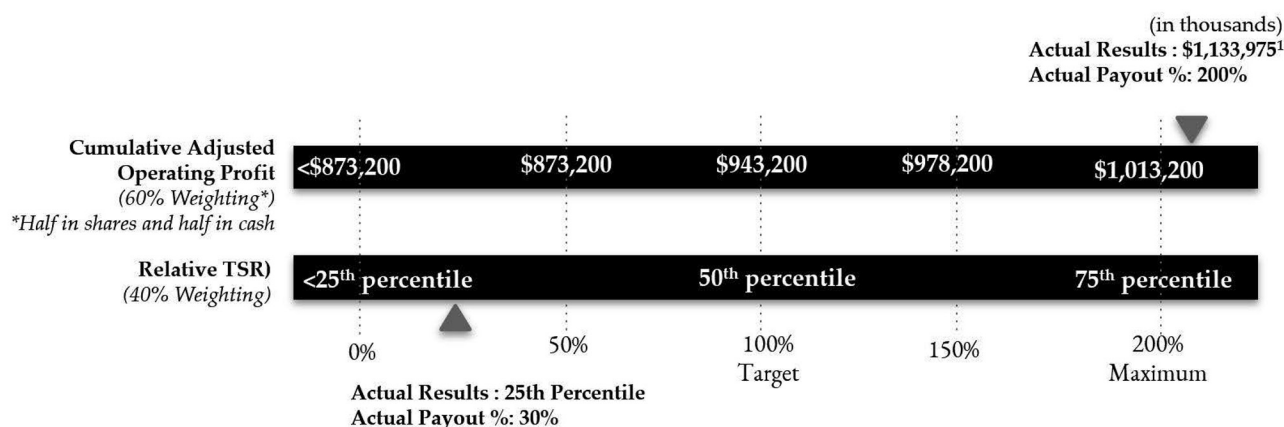 (in thousands)
Actual Results : $1,133,975¹
Actual Payout %: 200%
Cumulative Adjusted
Operating Profit
(60% Weighting*)
*Half in shares and half in cash
<$873,200 $873,200 $943,200 $978,200 $1,013,200
Relative TSR)
(40% Weighting)
<25th percentile 50th percentile 75th percentile
0% 50% 100% 150% 200%
Target Maximum
Actual Results : 25th Percentile
Actual Payout %: 30%